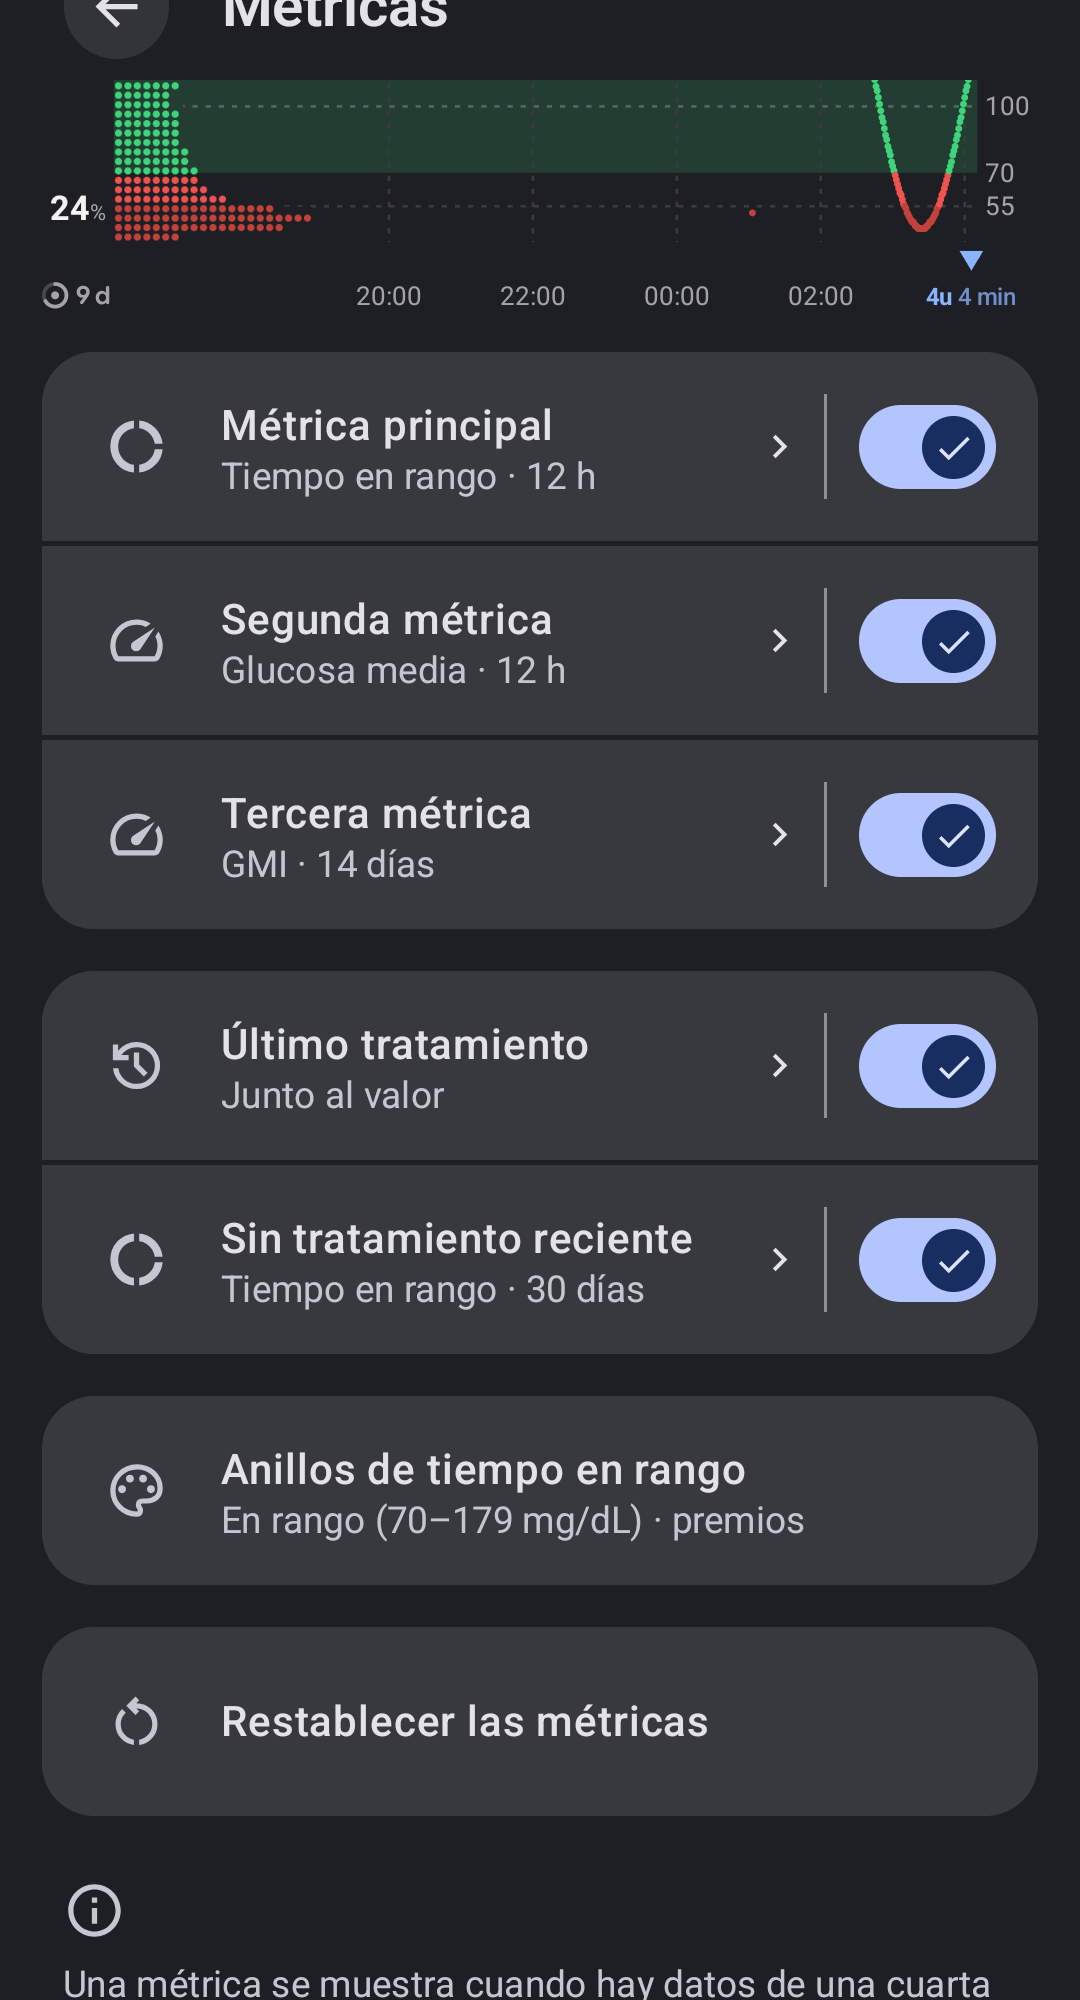 Métricas
100
70
24%
55
9 d
20:00
22:00
00:00
02:00
4u 4 min
Métrica principal
Tiempo en rango · 12 h
Segunda métrica
Glucosa media · 12 h
Tercera métrica
GMI · 14 días
Último tratamiento
Junto al valor
Sin tratamiento reciente
Tiempo en rango · 30 días
Anillos de tiempo en rango
En rango (70–179 mg/dL) · premios
Restablecer las métricas
Una métrica se muestra cuando hay datos de una cuarta